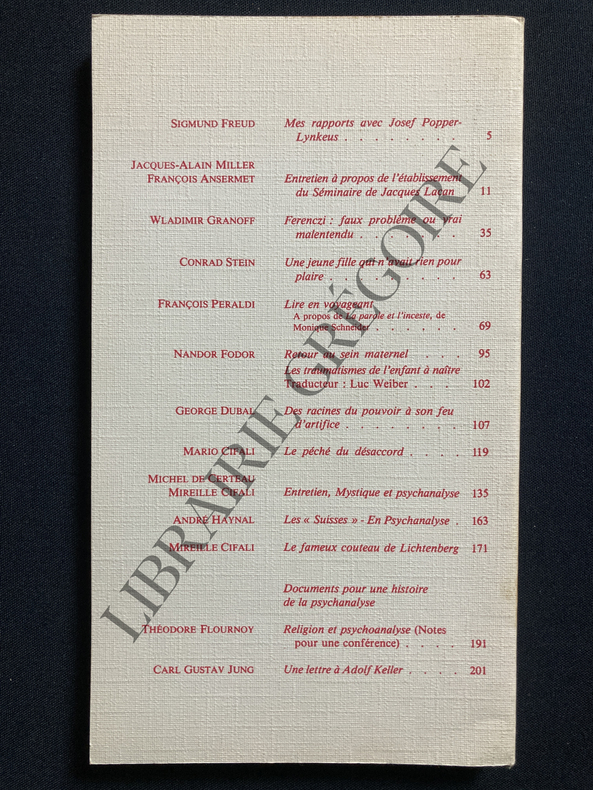 SIGMUND FREUD Mes rapports avec Josef Popper-
Lynkeus . . . . . . . . 5
JACQUES-ALAIN MILLER
FRANÇOIS ANSERMET Entretien à propos de l'établissement
du Séminaire de Jacques Lacan 11
WLADIMIR GRANOFF Ferenczi : faux problème ou vrai
malentendu . . . . . . . 35
CONRAD STEIN Une jeune fille qui n'avait rien pour
plaire . . . . . . . . . 63
FRANÇOIS PERALDI Lire en voyageant
A propos de La parole et l'inceste, de
Monique Schneider . . . . . . 69
NANDOR FODOR Retour au sein maternel . . . 95
Les traumatismes de l'enfant à naître
Traducteur : Luc Weiber . . . 102
GEORGE DUBAL Des racines du pouvoir à son feu
d'artifice . . . . . . . . 107
MARIO CIFALI Le péché du désaccord . . . . 119
MICHEL DE CERTEAU
MIREILLE CIFALI Entretien, Mystique et psychanalyse 135
ANDRÉ HAYNAL Les « Suisses » - En Psychanalyse . 163
MIREILLE CIFALI Le fameux couteau de Lichtenberg 171
Documents pour une histoire
de la psychanalyse
THÉODORE FLOURNOY Religion et psychoanalyse (Notes
pour une conférence) . . . . 191
CARL GUSTAV JUNG Une lettre à Adolf Keller . . . . 201
LIBRAIRIE GRÉGOIRE